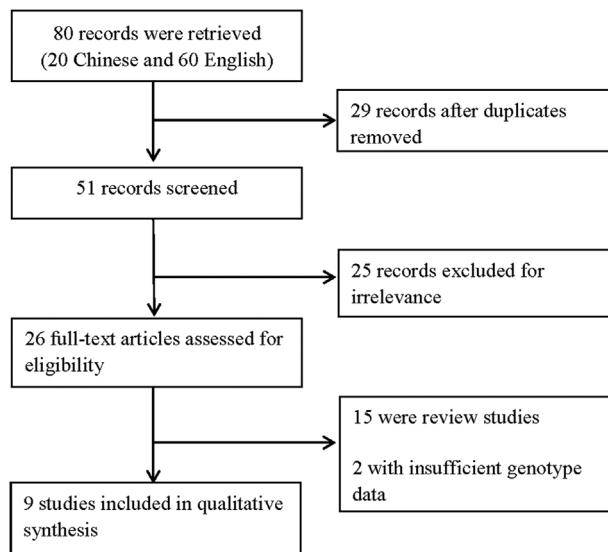 80 records were retrieved
(20 Chinese and 60 English)
29 records after duplicates
removed
51 records screened
25 records excluded for
irrelevance
26 full-text articles assessed for
eligibility
15 were review studies
2 with insufficient genotype
data
9 studies included in qualitative
synthesis